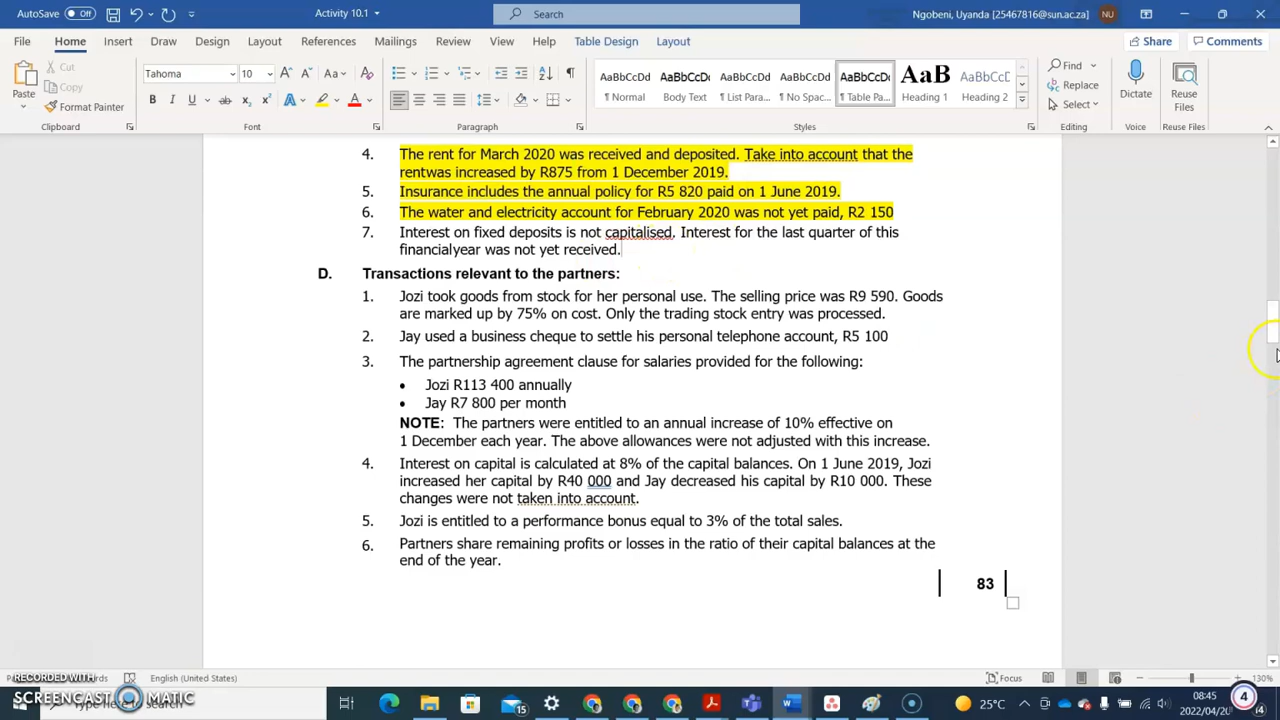 AutoSave Off Activity 10.1 Search Ngobeni, Uyanda (25467816@sun.ac.za) NU
File Home Insert Draw Design Layout References Mailings Review View Help Table Design Layout Share Comments
Paste Cut Copy Format Painter
Tahoma 10
AaBbCcDd AaBbCcDc AaBbCcDd AaBbCcDd AaBbCcDc AaB AaBbCcDd
¶ Normal Body Text ¶ List Para... ¶ No Spac... ¶ Table Pa... Heading 1 Heading 2
Find Replace Select Dictate Reuse Files
Clipboard Font Paragraph Styles Editing Voice Reuse Files
4. The rent for March 2020 was received and deposited. Take into account that the
rentwas increased by R875 from 1 December 2019.
5. Insurance includes the annual policy for R5 820 paid on 1 June 2019.
6. The water and electricity account for February 2020 was not yet paid, R2 150
7. Interest on fixed deposits is not capitalised. Interest for the last quarter of this
financialyear was not yet received.
D. Transactions relevant to the partners:
1. Jozi took goods from stock for her personal use. The selling price was R9 590. Goods
are marked up by 75% on cost. Only the trading stock entry was processed.
2. Jay used a business cheque to settle his personal telephone account, R5 100
3. The partnership agreement clause for salaries provided for the following:
• Jozi R113 400 annually
• Jay R7 800 per month
NOTE: The partners were entitled to an annual increase of 10% effective on
1 December each year. The above allowances were not adjusted with this increase.
4. Interest on capital is calculated at 8% of the capital balances. On 1 June 2019, Jozi
increased her capital by R40 000 and Jay decreased his capital by R10 000. These
changes were not taken into account.
5. Jozi is entitled to a performance bonus equal to 3% of the total sales.
6. Partners share remaining profits or losses in the ratio of their capital balances at the
end of the year.
83
RECORDED WITH
SCREENCAST MATIC
English (United States) Focus 130%
15 25°C 08:45 2022/04/20 4